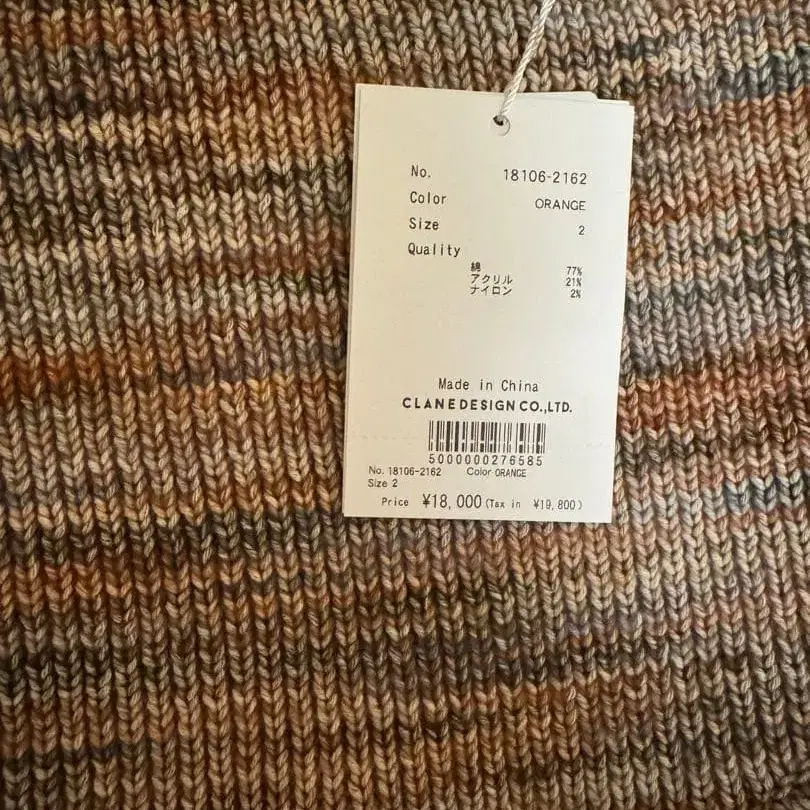 No. 18106-2162
Color ORANGE
Size 2
Quality
綿 77%
アクリル 21%
ナイロン 2%
Made in China
CLANEDESIGN CO.,LTD.
5000000276585
No. 18106-2162 Color ORANGE
Size 2
Price ¥18,000 (Tax in ¥19,800)